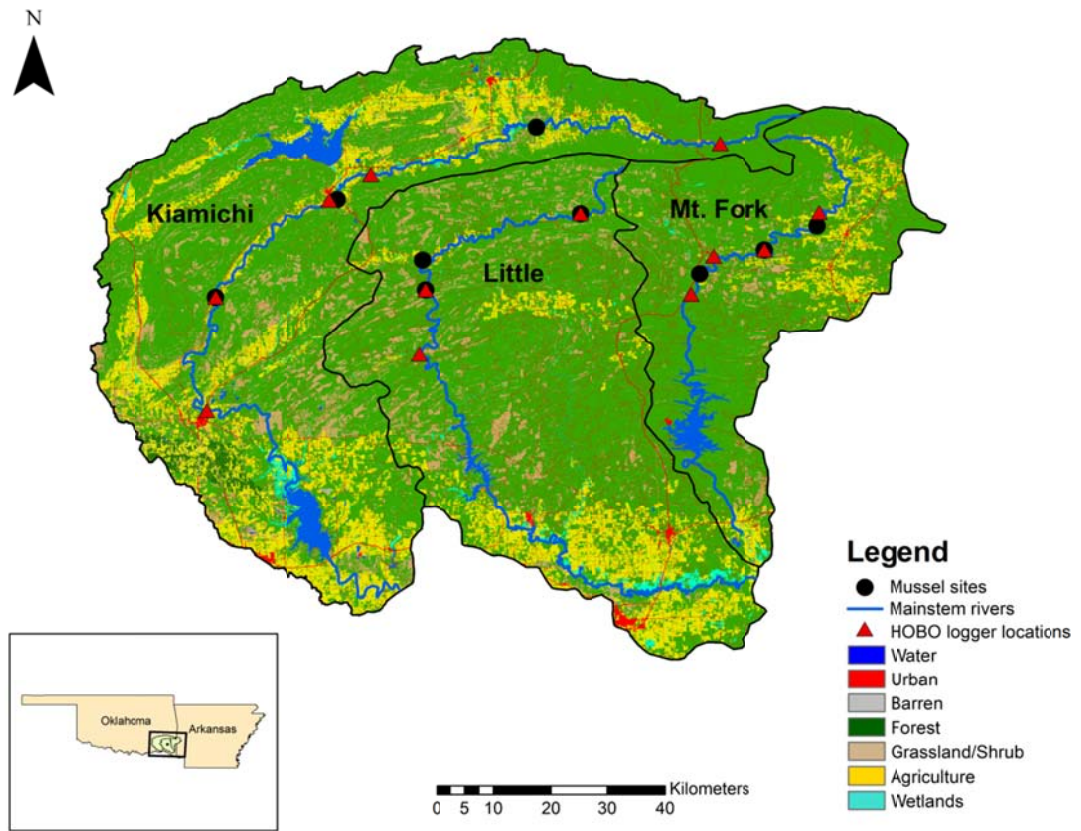 N
Kiamichi
Mt. Fork
Little
Legend
Mussel sites
Mainstem rivers
HOBO logger locations
Water
Urban
Barren
Forest
Grassland/Shrub
Agriculture
Wetlands
Oklahoma
Arkansas
Kilometers
0 5 10 20 30 40